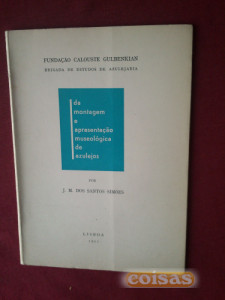 FUNDAÇÃO CALOUSTE GULBENKIAN
BRIGADA DE ESTUDOS DE AZULEJARIA
da
montagem
e
apresentação
museológica
de
azulejos
POR
J. M. DOS SANTOS SIMÕES
LISBOA
coisas